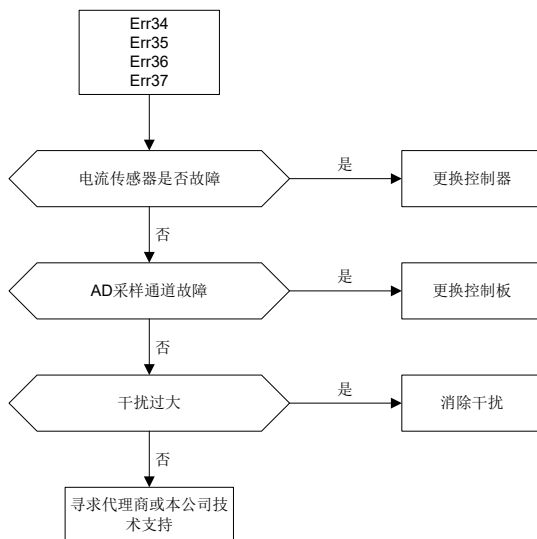 Err34
Err35
Err36
Err37
电流传感器是否故障
是
更换控制器
否
AD采样通道故障
是
更换控制板
否
干扰过大
是
消除干扰
否
寻求代理商或本公司技
术支持